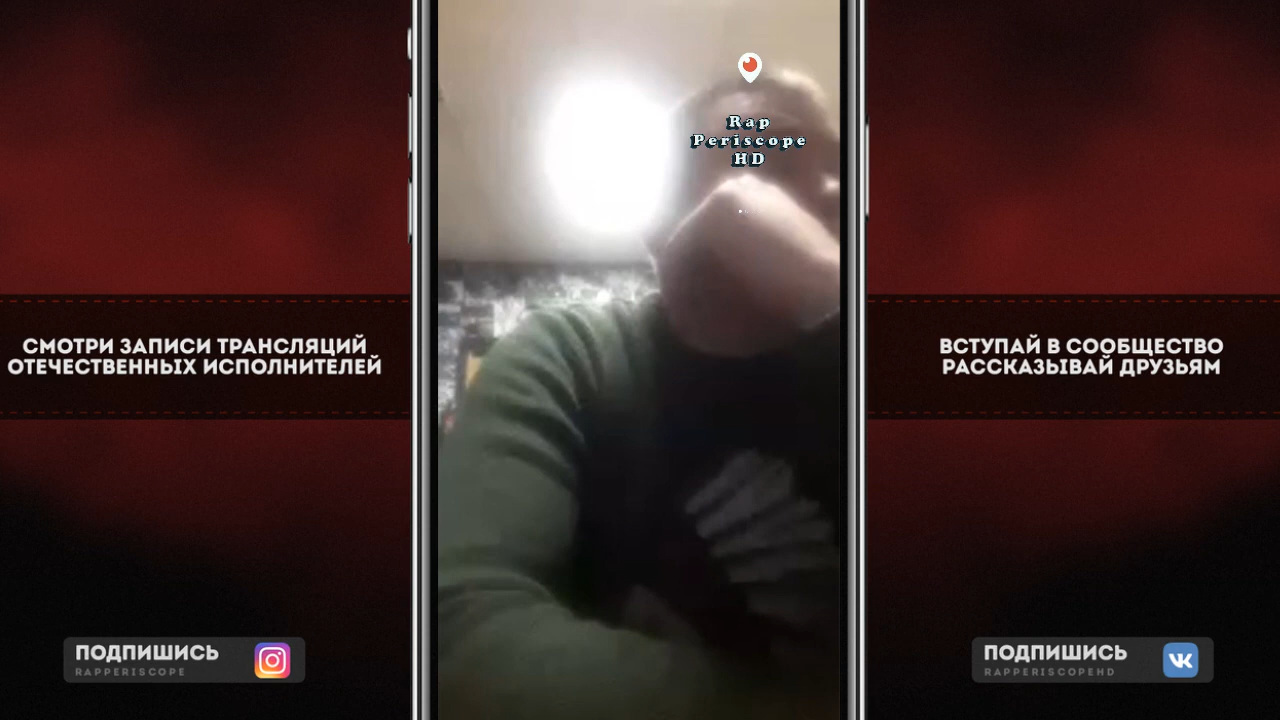 Rap
Periscope
HD
СМОТРИ ЗАПИСИ ТРАНСЛЯЦИЙ
ОТЕЧЕСТВЕННЫХ ИСПОЛНИТЕЛЕЙ
ВСТУПАЙ В СООБЩЕСТВО
РАССКАЗЫВАЙ ДРУЗЬЯМ
ПОДПИШИСЬ
RAPPERISCOPE
ПОДПИШИСЬ
RAPPERISCOPEHD